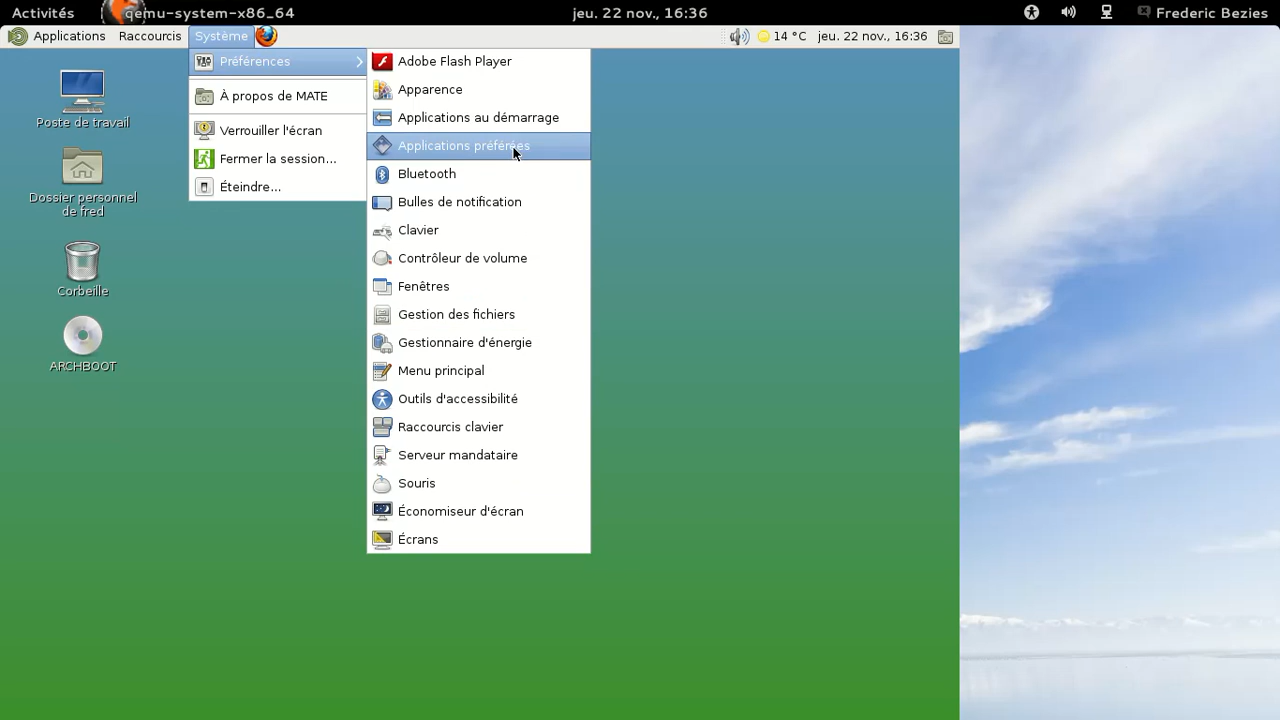 Activités qemu-system-x86_64 jeu. 22 nov., 16:36 Frederic Bezies
Applications Raccourcis Système 14 °C jeu. 22 nov., 16:36
Préférences
À propos de MATE
Verrouiller l'écran
Fermer la session...
Éteindre...
Adobe Flash Player
Apparence
Applications au démarrage
Applications préférées
Bluetooth
Bulles de notification
Clavier
Contrôleur de volume
Fenêtres
Gestion des fichiers
Gestionnaire d'énergie
Menu principal
Outils d'accessibilité
Raccourcis clavier
Serveur mandataire
Souris
Économiseur d'écran
Écrans
Poste de travail
Dossier personnel
de fred
Corbeille
ARCHBOOT